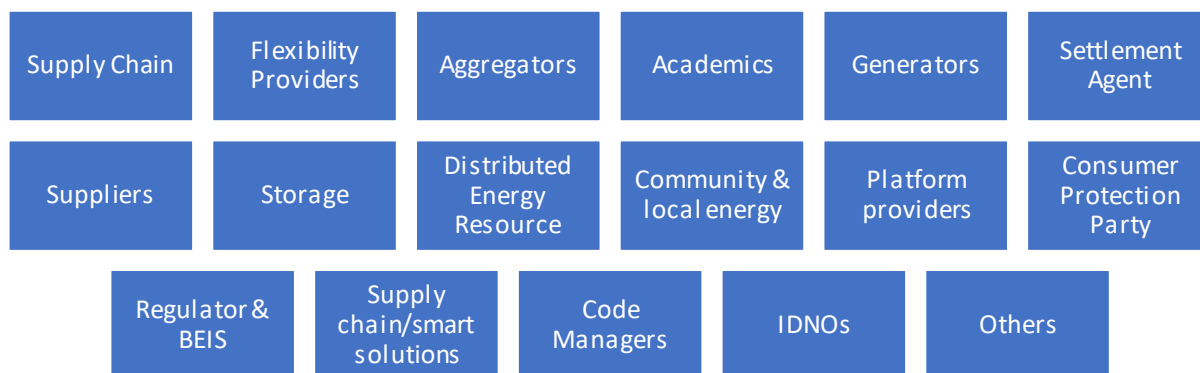 Supply Chain
Flexibility
Providers
Aggregators
Academics
Generators
Settlement
Agent
Suppliers
Storage
Distributed
Energy
Resource
Community &
local energy
Platform
providers
Consumer
Protection
Party
Regulator &
BEIS
Supply
chain/smart
solutions
Code
Managers
IDNOs
Others